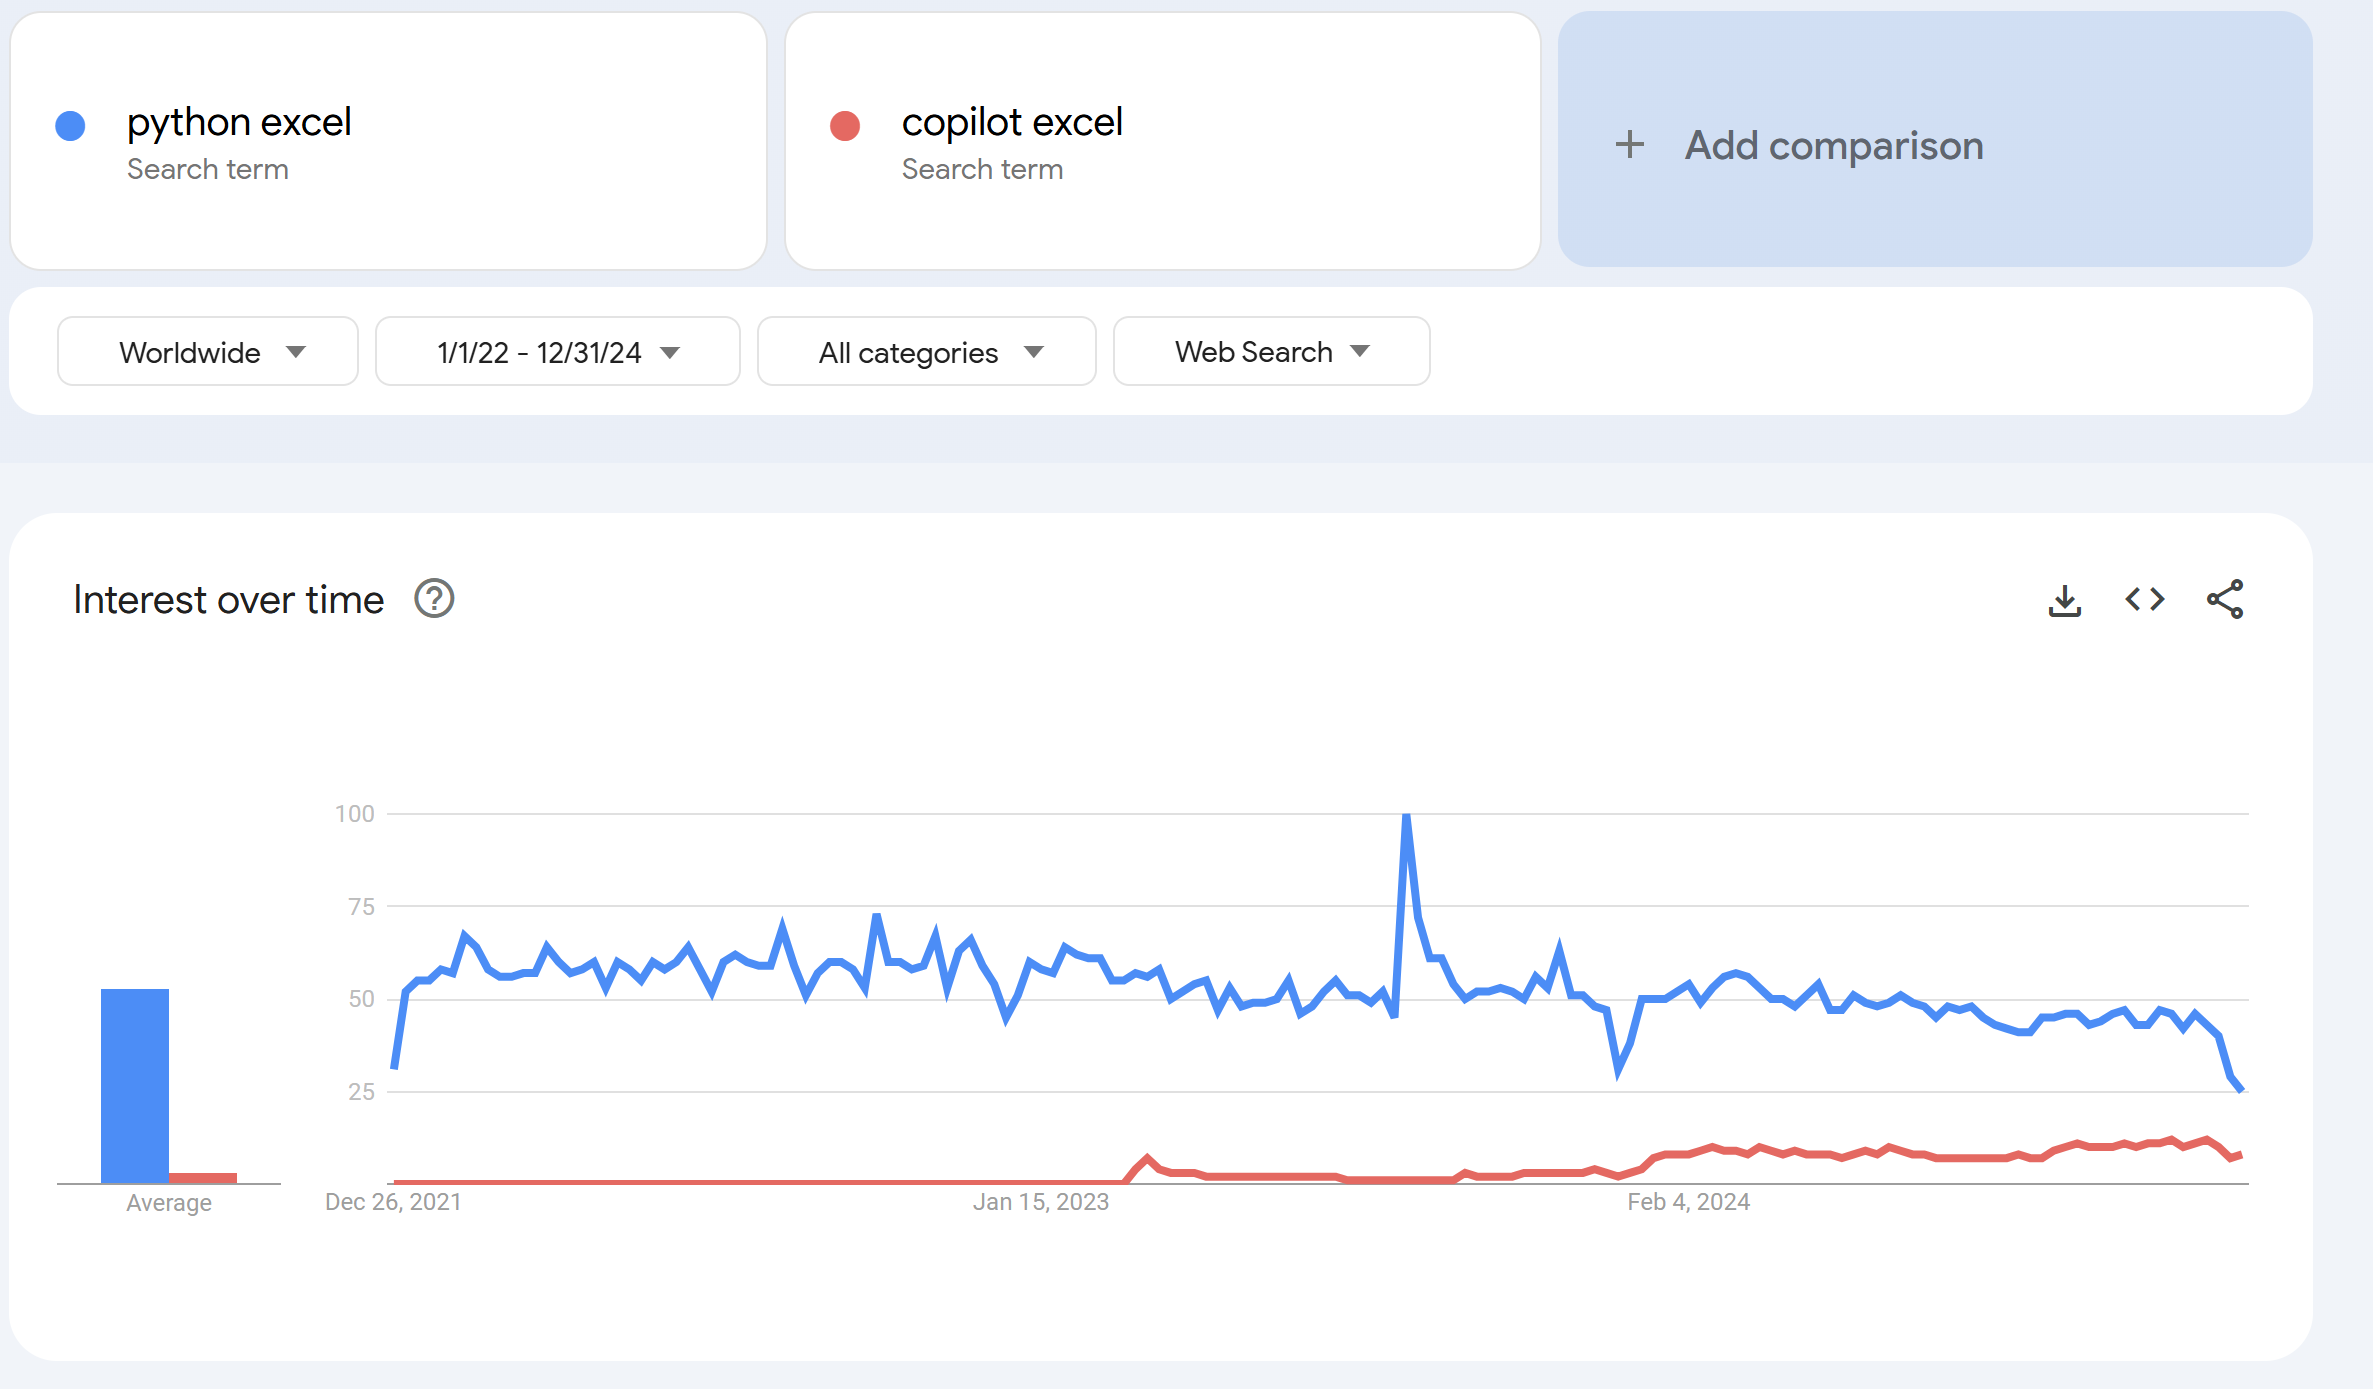 python excel
Search term
copilot excel
Search term
+ Add comparison
Worldwide
1/1/22 - 12/31/24
All categories
Web Search
Interest over time
?
100
75
50
25
Average
Dec 26, 2021
Jan 15, 2023
Feb 4, 2024